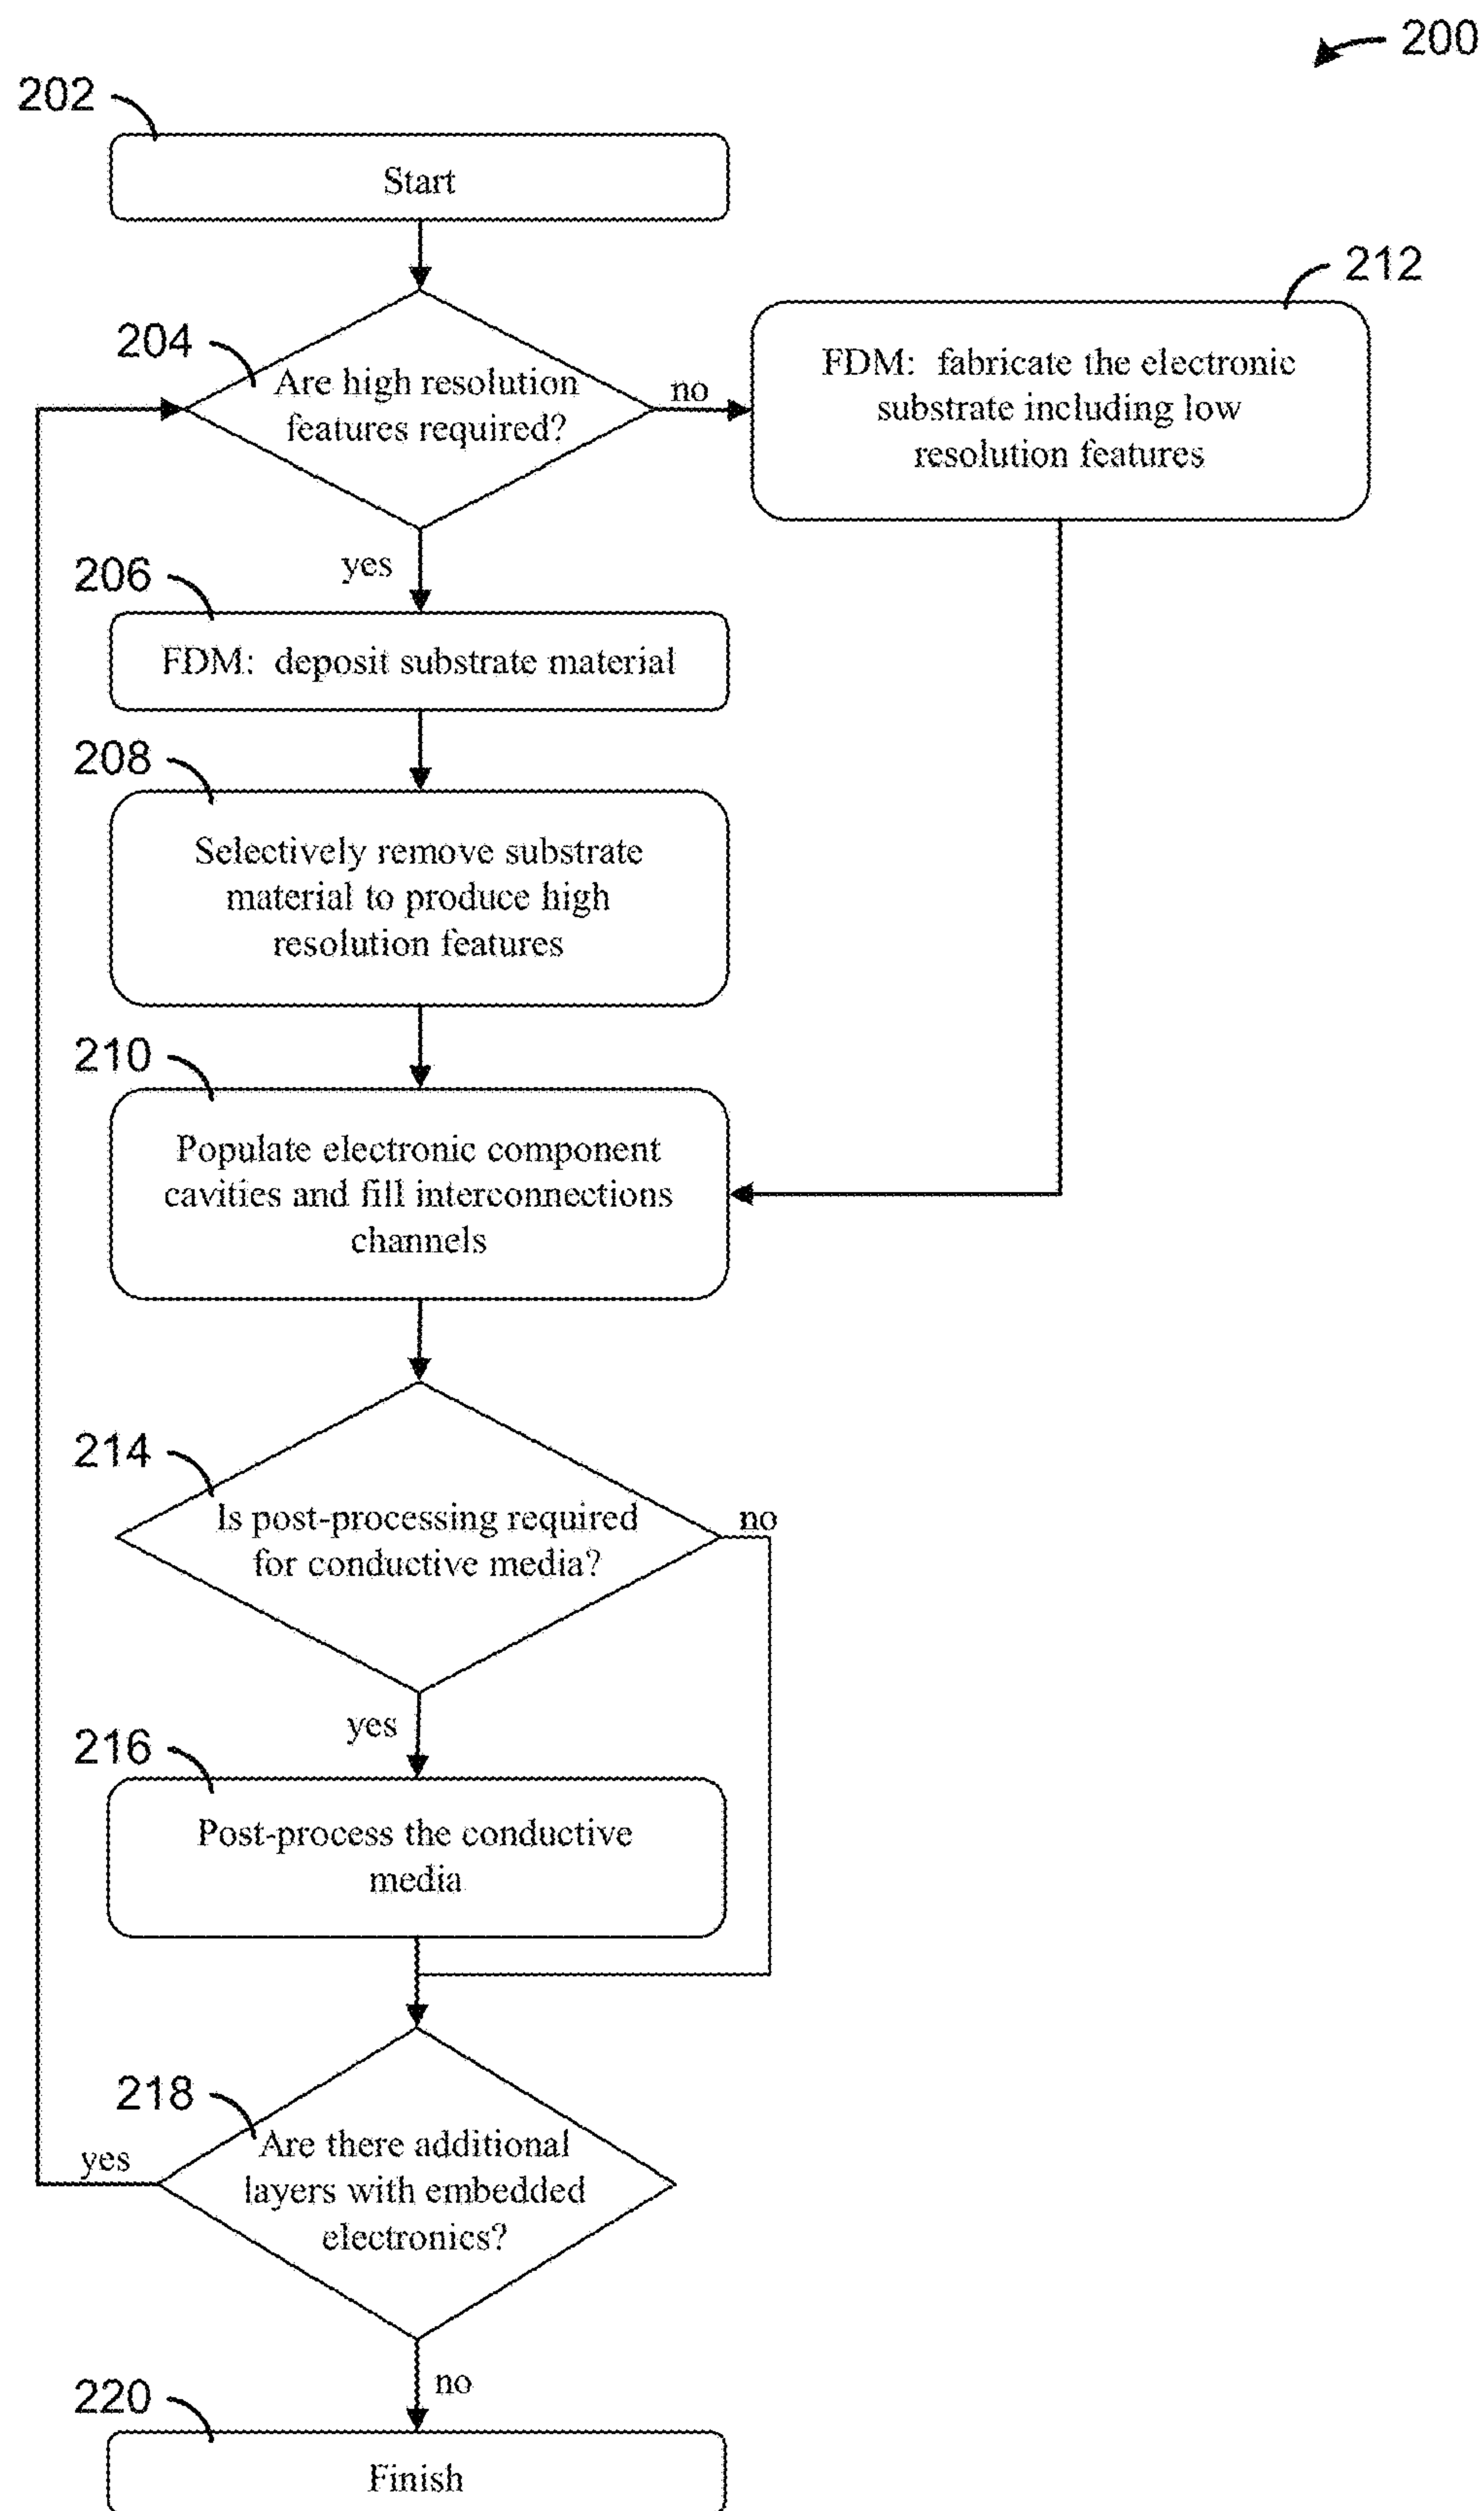 200
202
Start
204
Are high resolution
features required?
no
212
FDM: fabricate the electronic
substrate including low
resolution features
yes
206
FDM: deposit substrate material
208
Selectively remove substrate
material to produce high
resolution features
210
Populate electronic component
cavities and fill interconnections
channels
214
Is post-processing required
for conductive media?
no
yes
216
Post-process the conductive
media
218
Are there additional
layers with embedded
electronics?
yes
no
220
Finish